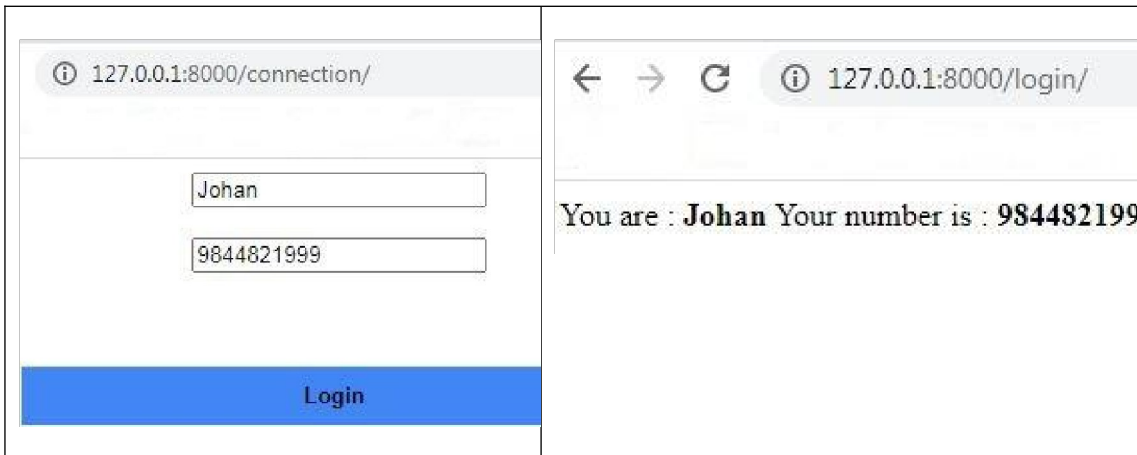 127.0.0.1:8000/connection/
Johan
9844821999
Login
127.0.0.1:8000/login/
You are : Johan Your number is : 984482199